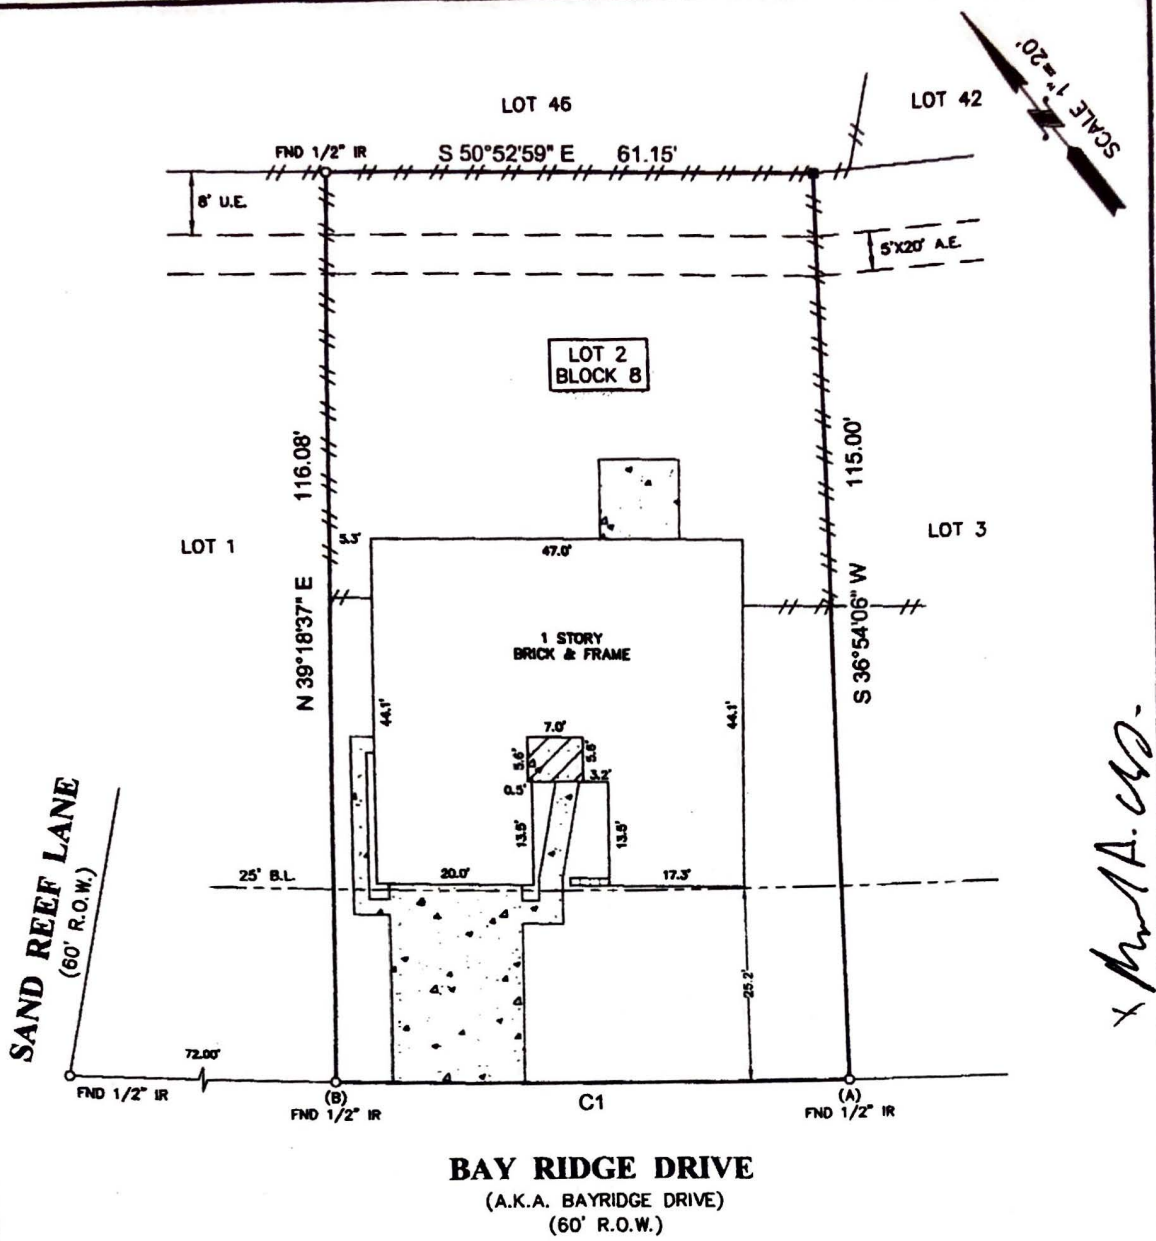 LOT 46
LOT 42
SCALE 1"=20'
FND 1/2" IR
S 50°52'59" E 61.15'
8' U.E.
5'X20' A.E.
LOT 2
BLOCK 8
116.08'
115.00'
LOT 1
5.3'
47.0'
LOT 3
N 39°18'37" E
S 36°54'06" W
1 STORY
BRICK & FRAME
44.1'
44.1'
7.0'
5.6'
5.6'
3.2'
0.5'
13.5'
13.5'
25' B.L.
20.0'
17.3'
SAND REEF LANE
(60' R.O.W.)
25.2'
72.00'
FND 1/2" IR
(B)
FND 1/2" IR
C1
(A)
FND 1/2" IR
BAY RIDGE DRIVE
(A.K.A. BAYRIDGE DRIVE)
(60' R.O.W.)